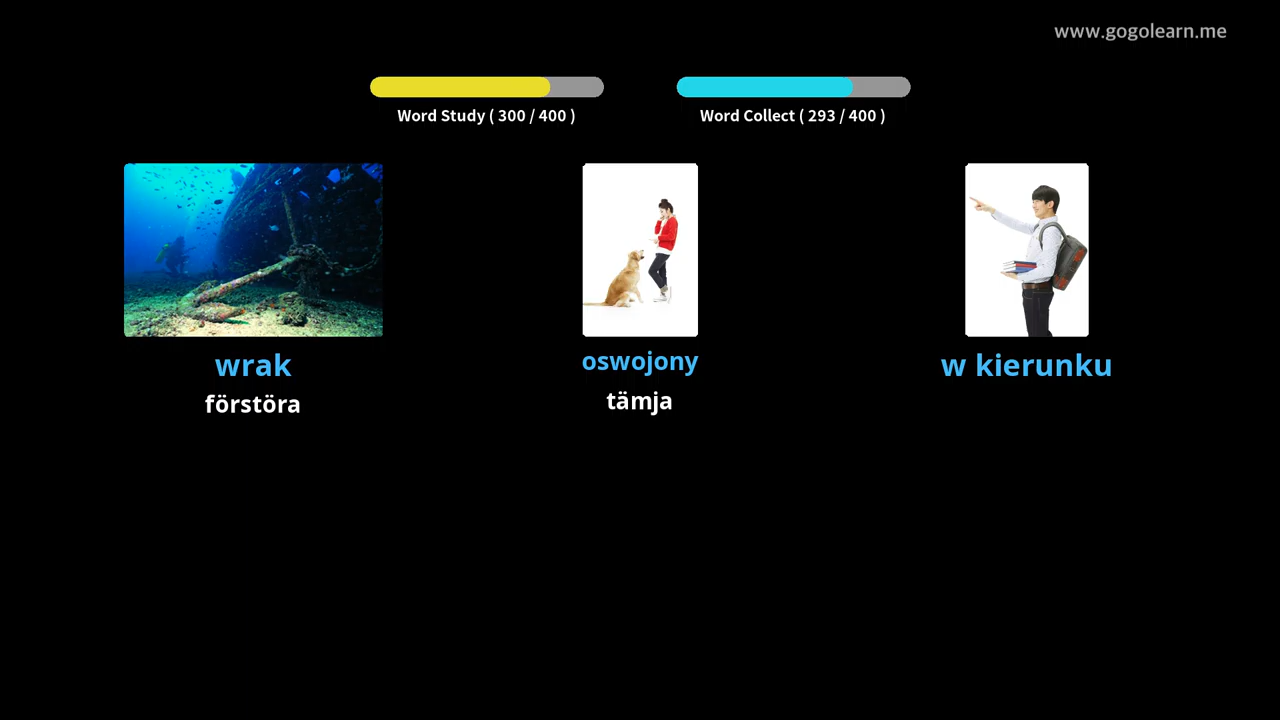 www.gogolearn.me
Word Study ( 300 / 400 )
Word Collect ( 293 / 400 )
wrak
förstöra
oswojony
tämja
w kierunku